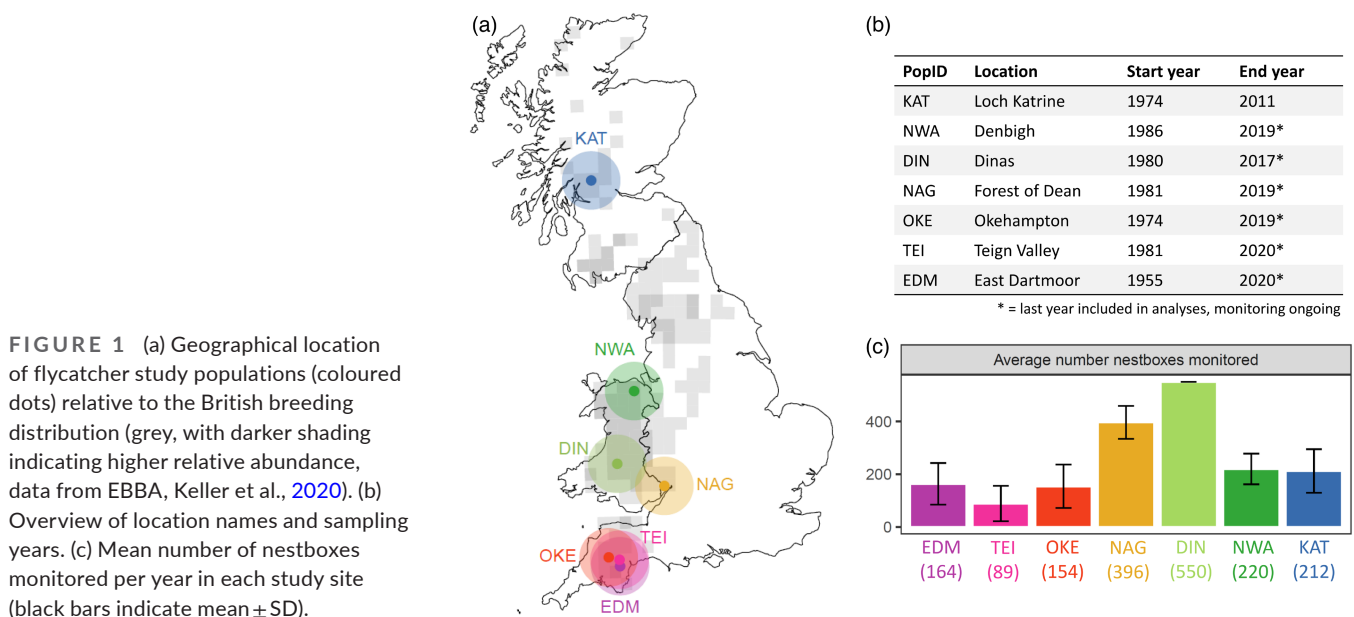 FIGURE 1 (a) Geographical location
of flycatcher study populations (coloured
dots) relative to the British breeding
distribution (grey, with darker shading
indicating higher relative abundance,
data from EBBA, Keller et al., 2020). (b)
Overview of location names and sampling
years. (c) Mean number of nestboxes
monitored per year in each study site
(black bars indicate mean ± SD).
(a)
KAT
NWA
DIN
NAG
TEI
OKE
EDM
(b)
PopID Location Start year End year
KAT Loch Katrine 1974 2011
NWA Denbigh 1986 2019*
DIN Dinas 1980 2017*
NAG Forest of Dean 1981 2019*
OKE Okehampton 1974 2019*
TEI Teign Valley 1981 2020*
EDM East Dartmoor 1955 2020*
* = last year included in analyses, monitoring ongoing
(c)
Average number nestboxes monitored
400
200
0
EDM TEI OKE NAG DIN NWA KAT
(164) (89) (154) (396) (550) (220) (212)